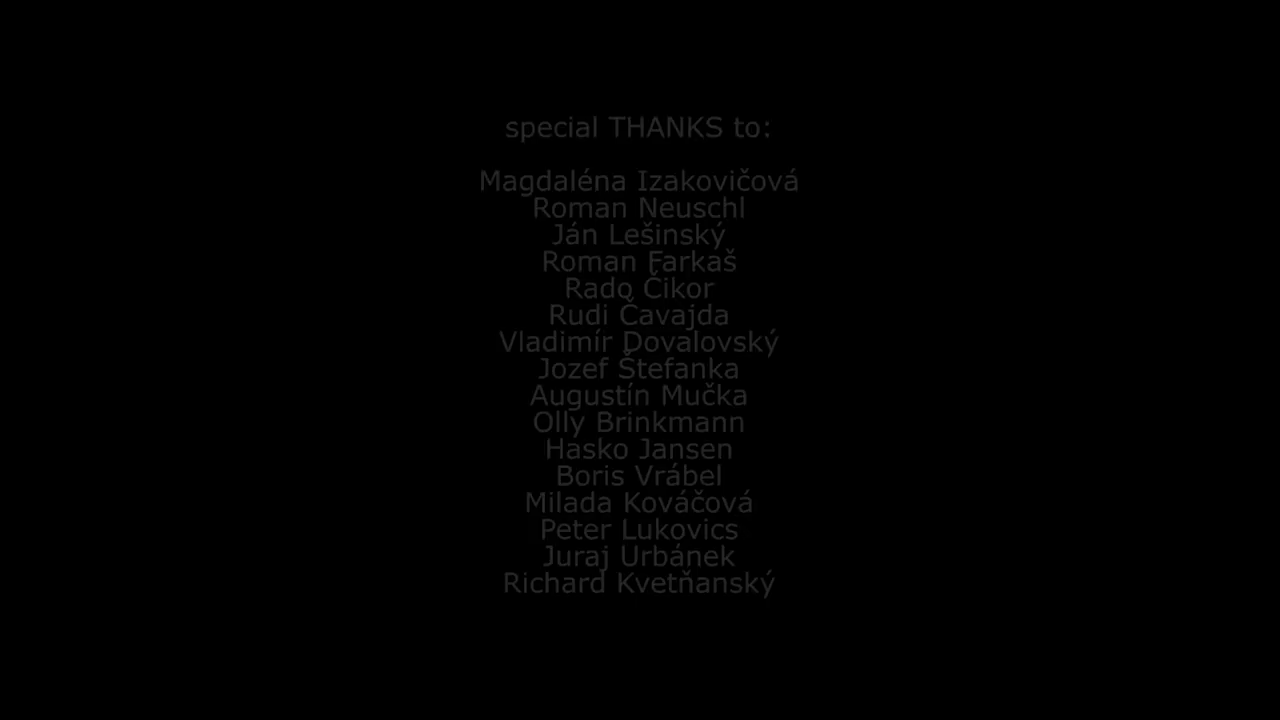 special THANKS to:
Magdaléna Izakovičová
Roman Neuschl
Ján Lešinský
Roman Farkaš
Rado Čikor
Rudi Čavajda
Vladimír Dovalovský
Jozef Štefanka
Augustín Mučka
Olly Brinkmann
Hasko Jansen
Boris Vrábel
Milada Kováčová
Peter Lukovics
Juraj Urbánek
Richard Kvetňanský